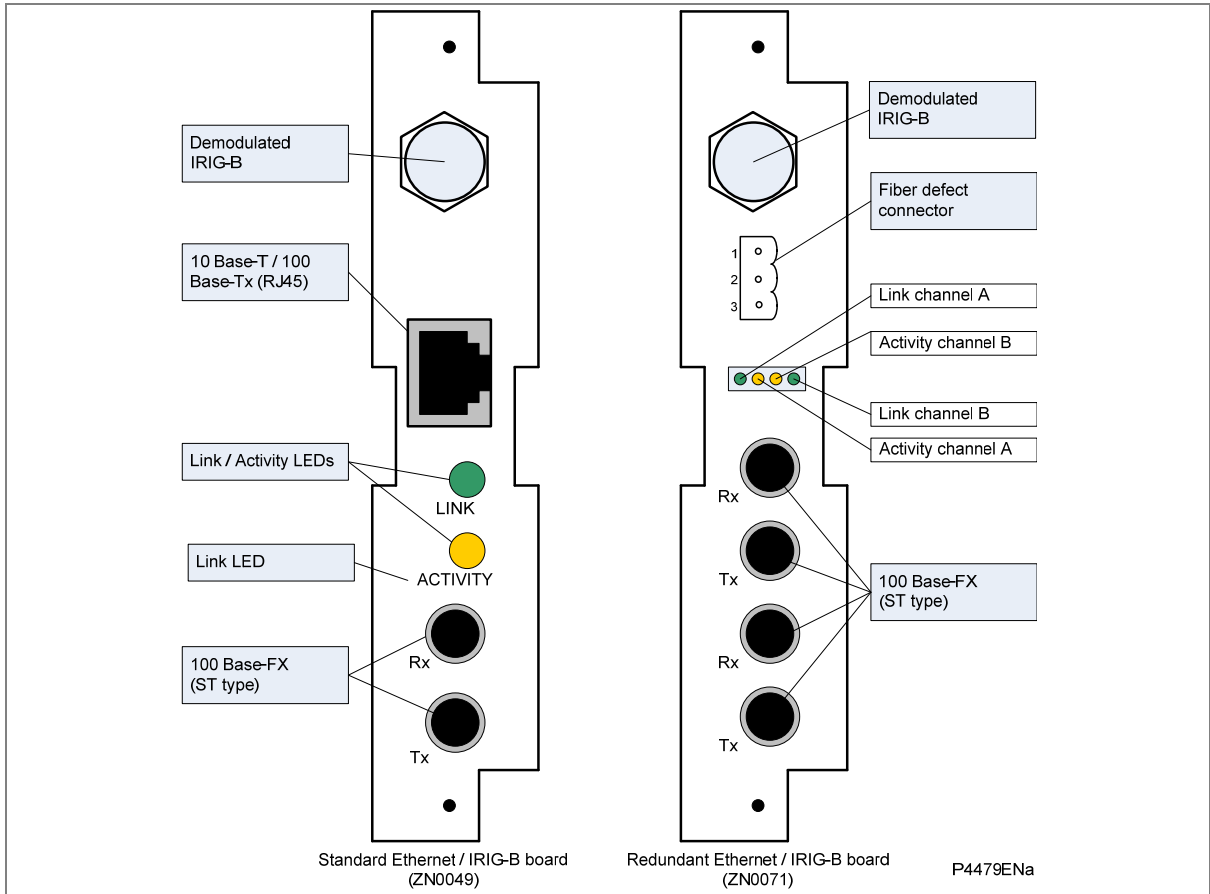 Demodulated
IRIG-B
10 Base-T / 100
Base-Tx (RJ45)
Link / Activity LEDs
LINK
Link LED
ACTIVITY
100 Base-FX
(ST type)
Rx
Tx
Standard Ethernet / IRIG-B board
(ZN0049)
Demodulated
IRIG-B
Fiber defect
connector
1
2
3
Link channel A
Activity channel B
Link channel B
Activity channel A
Rx
Tx
Rx
Tx
100 Base-FX
(ST type)
Redundant Ethernet / IRIG-B board
(ZN0071)
P4479ENa